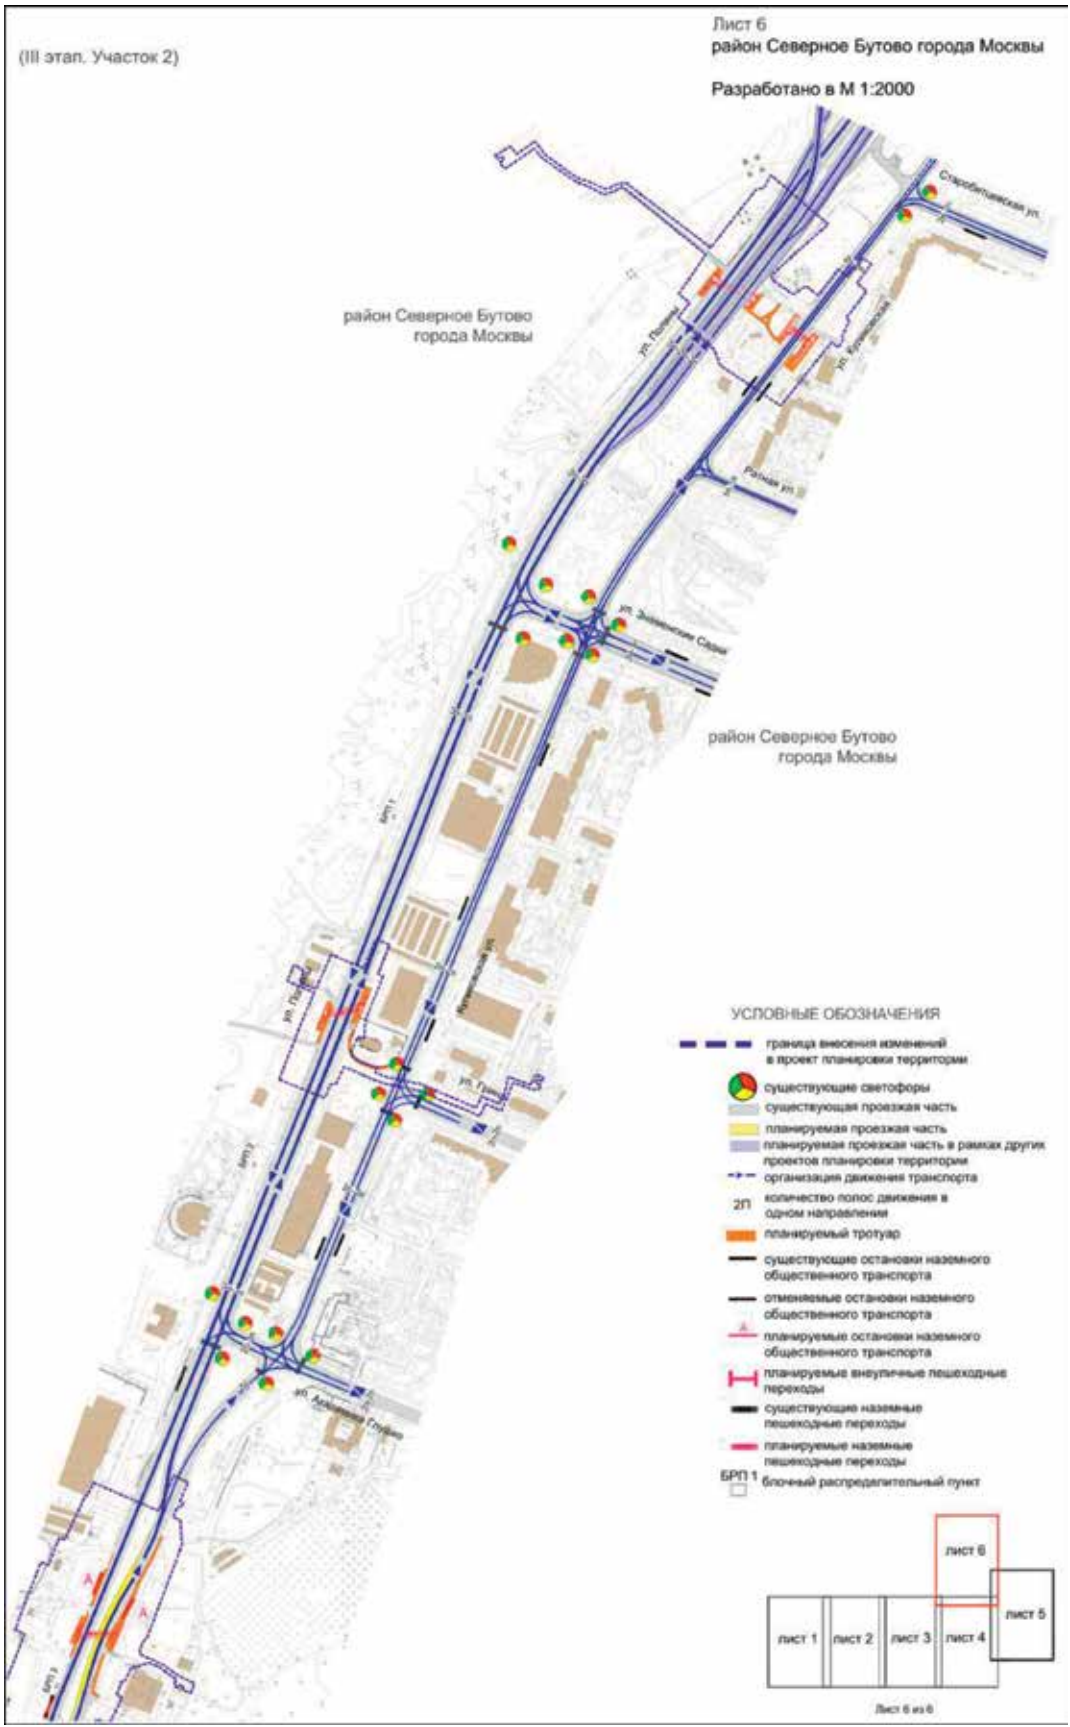 (III этап. Участок 2)
Лист 6
район Северное Бутово города Москвы
Разработано в М 1:2000
Старобитцевская ул.
район Северное Бутово
города Москвы
ул. Поляны
ул. Куликовская
Ратная ул.
ул. Знаменские Садки
район Северное Бутово
города Москвы
БРП 1
Куликовская ул.
ул. Поляны
ул. Грина
БРП 2
ул. Академика Глушко
А
А
БРП 3
УСЛОВНЫЕ ОБОЗНАЧЕНИЯ
граница внесения изменений
в проект планировки территории
существующие светофоры
существующая проезжая часть
планируемая проезжая часть
планируемая проезжая часть в рамках других
проектов планировки территории
организация движения транспорта
2П
количество полос движения в
одном направлении
планируемый тротуар
существующие остановки наземного
общественного транспорта
отменяемые остановки наземного
общественного транспорта
А
планируемые остановки наземного
общественного транспорта
планируемые внеуличные пешеходные
переходы
существующие наземные
пешеходные переходы
планируемые наземные
пешеходные переходы
БРП 1
блочный распределительный пункт
лист 6
лист 5
лист 1
лист 2
лист 3
лист 4
Лист 6 из 6